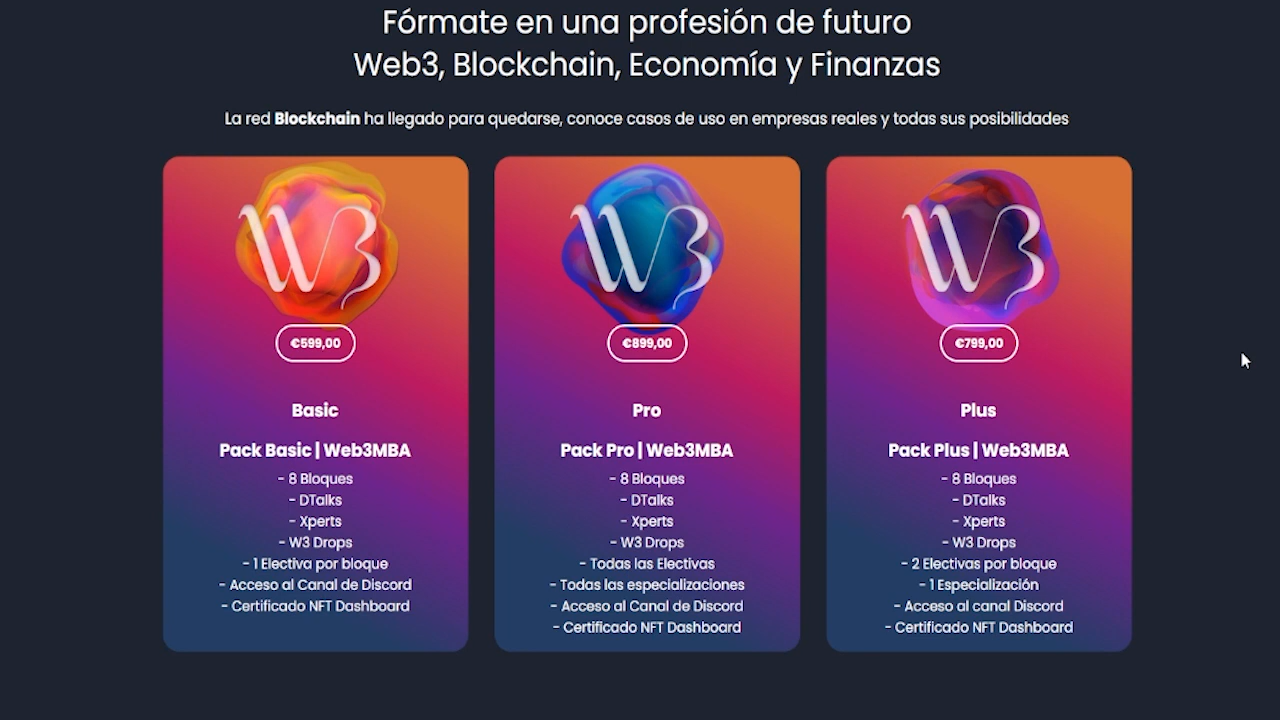 Fórmate en una profesión de futuro
Web3, Blockchain, Economía y Finanzas
La red Blockchain ha llegado para quedarse, conoce casos de uso en empresas reales y todas sus posibilidades
W3
€599,00
Basic
Pack Basic | Web3MBA
- 8 Bloques
- DTalks
- Xperts
- W3 Drops
- 1 Electiva por bloque
- Acceso al Canal de Discord
- Certificado NFT Dashboard
W3
€899,00
Pro
Pack Pro | Web3MBA
- 8 Bloques
- DTalks
- Xperts
- W3 Drops
- Todas las Electivas
- Todas las especializaciones
- Acceso al Canal de Discord
- Certificado NFT Dashboard
W3
€799,00
Plus
Pack Plus | Web3MBA
- 8 Bloques
- DTalks
- Xperts
- W3 Drops
- 2 Electivas por bloque
- 1 Especialización
- Acceso al canal Discord
- Certificado NFT Dashboard